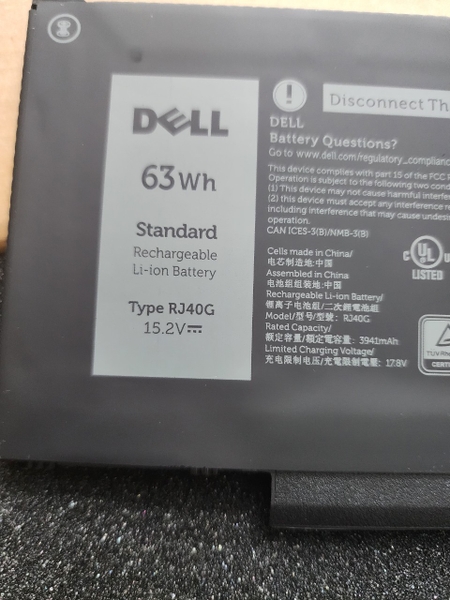 DELL
63Wh
Standard
Rechargeable
Li-ion Battery
Type RJ40G
15.2V⎓
Disconnect Th
DELL
Battery Questions?
Go to www.dell.com/regulatory_complianc
This device complies with part 15 of the FCC
Operation is subject to the following two cond
(1) This device may not cause harmful interfe
(2) this device must accept any interference r
including interference that may cause undesi
operation.
CAN ICES-3(B)/NMB-3(B)
Cells made in China/
电芯制造地:中国
Assembled in China
电池组组装地:中国
Rechargeable Li-ion Battery/
锂离子电池组/二次鋰電池組
Model/型号/型號: RJ40G
Rated Capacity/
额定容量/額定電容量: 3941mAh
Limited Charging Voltage/
充电限制电压/充電限制電壓: 17.8V
c UL US
LISTED
TÜV Rhe
CERTI